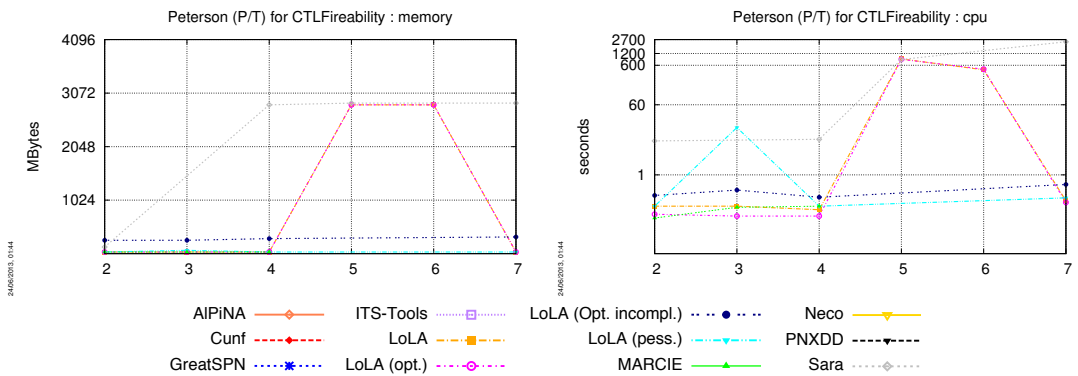 Peterson (P/T) for CTLFireability : memory
4096
3072
2048
1024
MBytes
2 3 4 5 6 7
24/06/2013, 01:44
Peterson (P/T) for CTLFireability : cpu
2700
1200
600
60
1
seconds
2 3 4 5 6 7
24/06/2013, 01:44
AlPiNA ITS-Tools LoLA (Opt. incompl.) Neco
Cunf LoLA LoLA (pess.) PNXDD
GreatSPN LoLA (opt.) MARCIE Sara